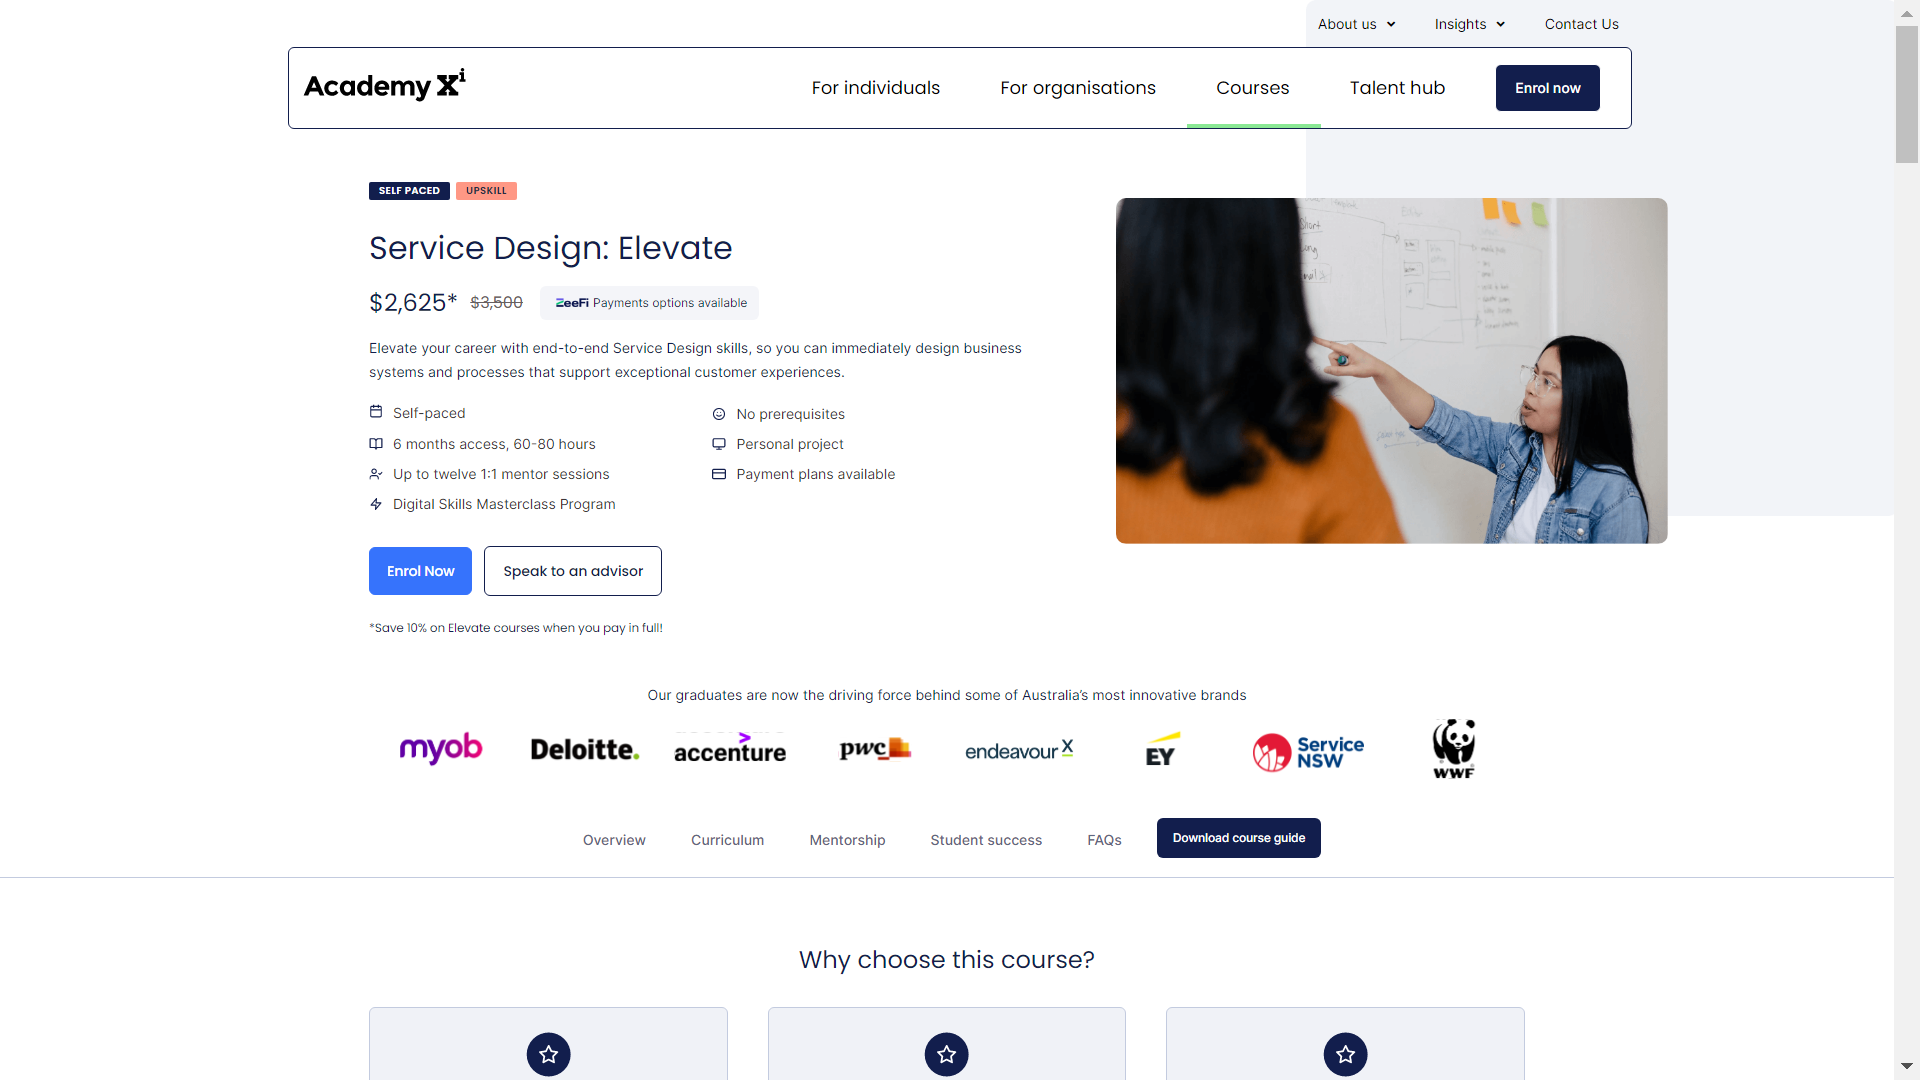 About us
Insights
Contact Us
Academy Xi
For individuals
For organisations
Courses
Talent hub
Enrol now
SELF PACED
UPSKILL
Service Design: Elevate
$2,625* $3,500
ZeeFi Payments options available
Elevate your career with end-to-end Service Design skills, so you can immediately design business
systems and processes that support exceptional customer experiences.
Self-paced
No prerequisites
6 months access, 60-80 hours
Personal project
Up to twelve 1:1 mentor sessions
Payment plans available
Digital Skills Masterclass Program
Enrol Now
Speak to an advisor
*Save 10% on Elevate courses when you pay in full!
Our graduates are now the driving force behind some of Australia's most innovative brands
myob
Deloitte.
accenture
pwc
endeavour X
EY
Service
NSW
WWF
Overview
Curriculum
Mentorship
Student success
FAQs
Download course guide
Why choose this course?